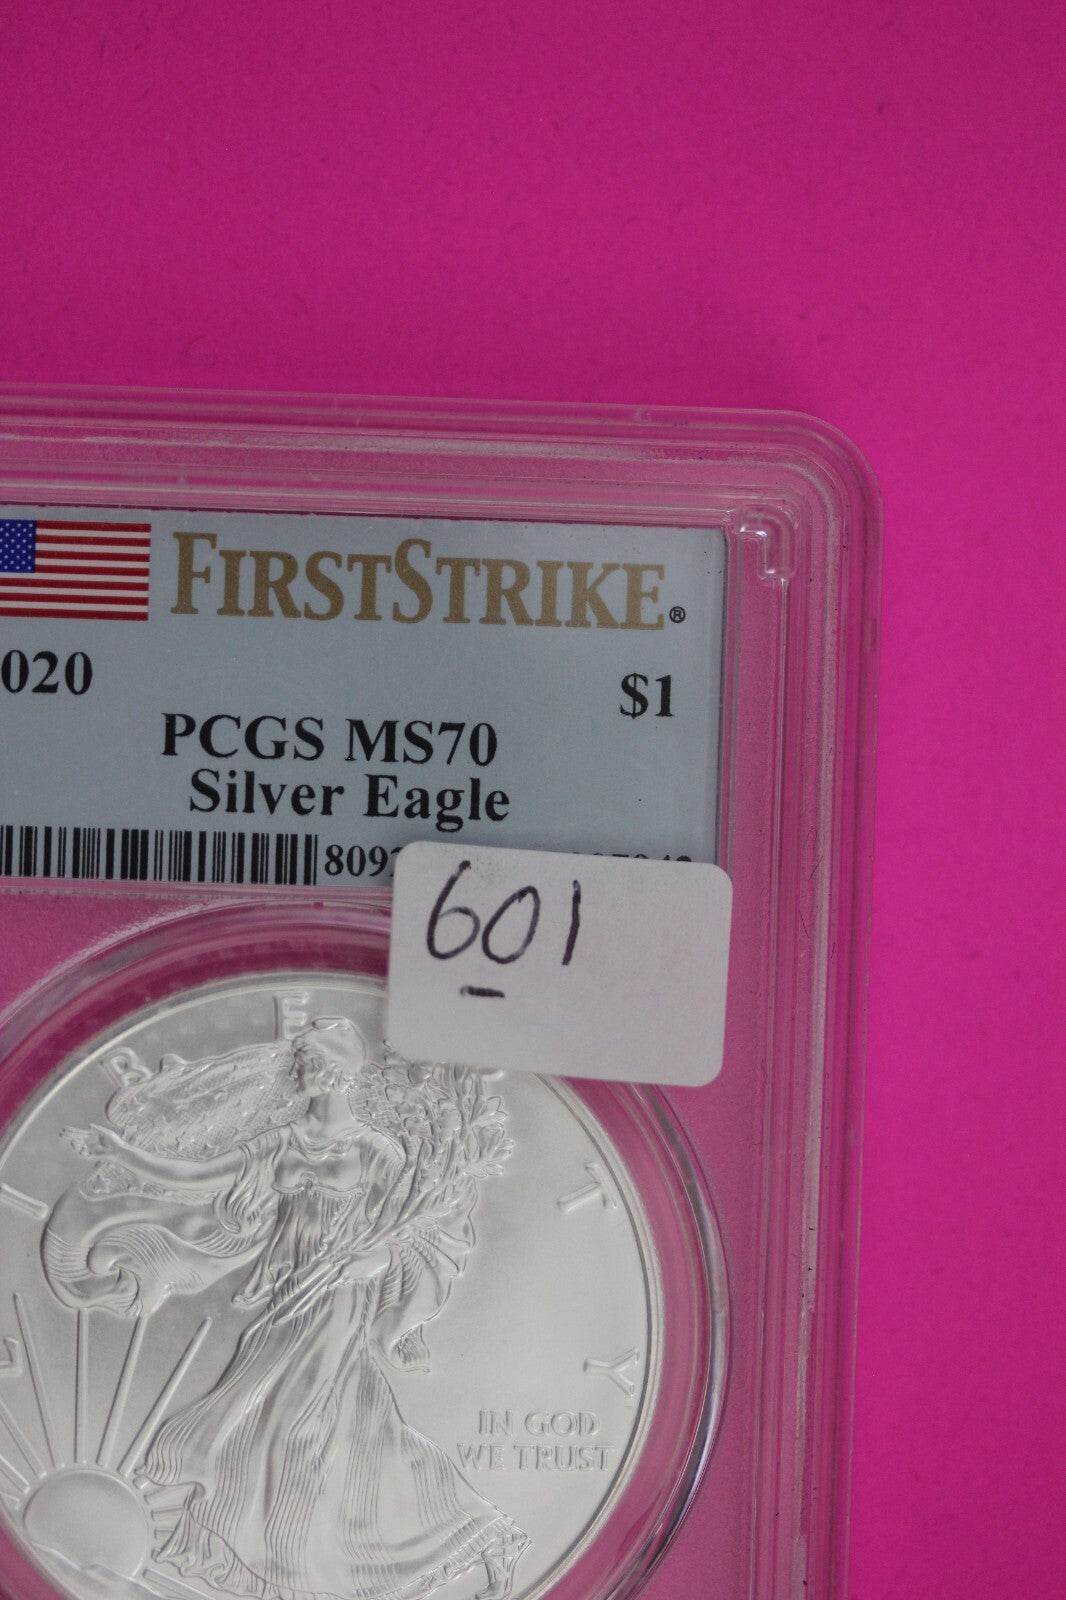 FIRSTSTRIKE®
020
$1
PCGS MS70
Silver Eagle
601
L I B E T Y
IN GOD
WE TRUST